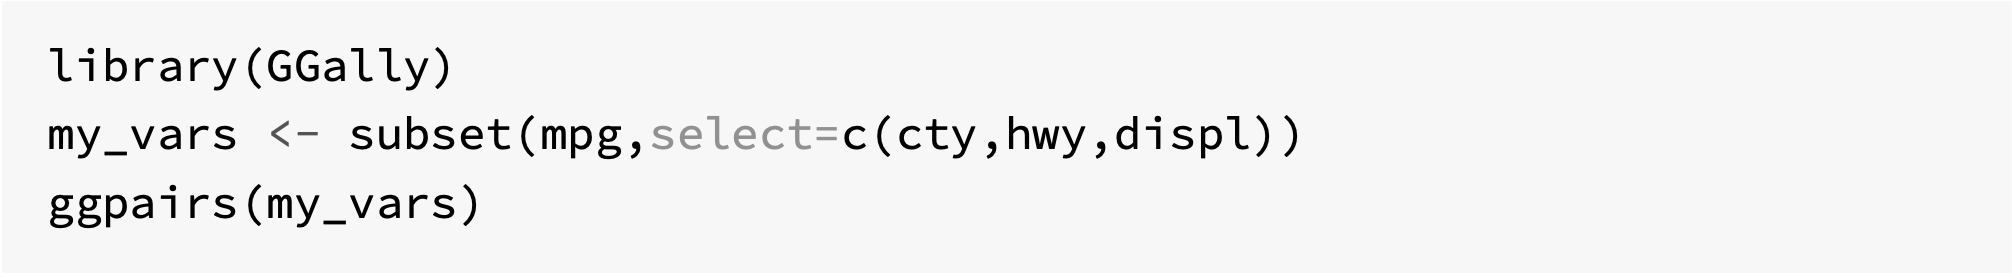 library(GGally)
my_vars <- subset(mpg,select=c(cty,hwy,displ))
ggpairs(my_vars)